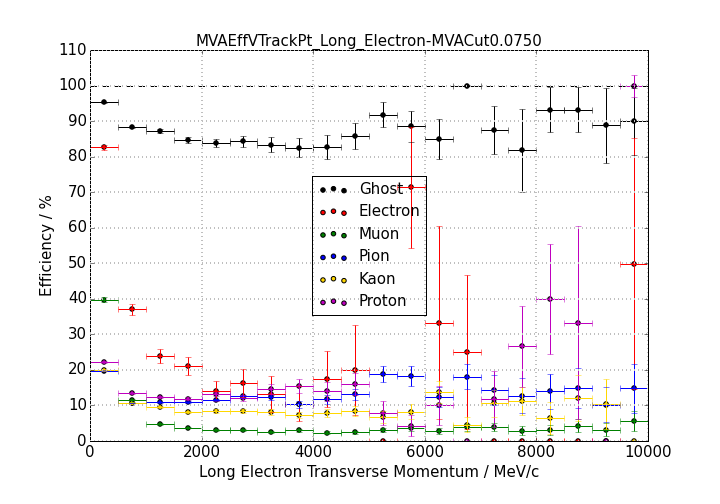 MVAEffVTrackPt_Long_Electron-MVACut0.0750
110
100
90
80
70
60
50
40
30
20
10
0
Efficiency / %
Ghost
Electron
Muon
Pion
Kaon
Proton
0 2000 4000 6000 8000 10000
Long Electron Transverse Momentum / MeV/c